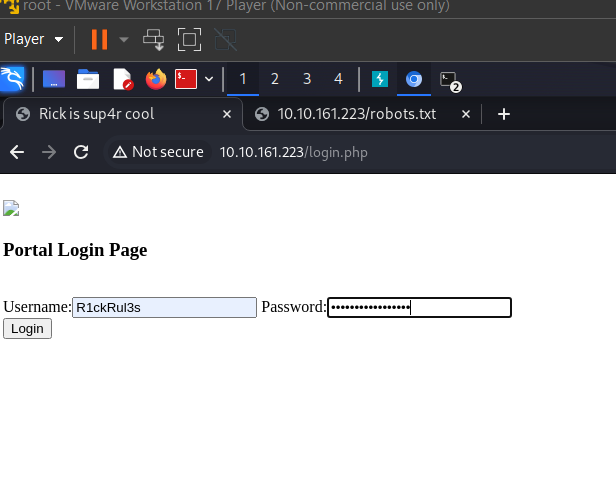 root - VMware Workstation 17 Player (Non-commercial use only)
Player
1 2 3 4 2
Rick is sup4r cool 10.10.161.223/robots.txt
Not secure 10.10.161.223/login.php
Portal Login Page
Username: R1ckRul3s Password: •••••••••••••••••
Login